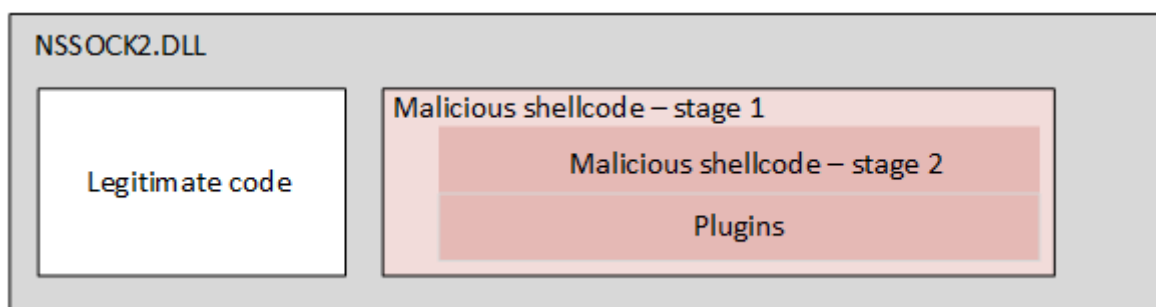 NSSOCK2.DLL
Legitimate code
Malicious shellcode – stage 1
Malicious shellcode – stage 2
Plugins